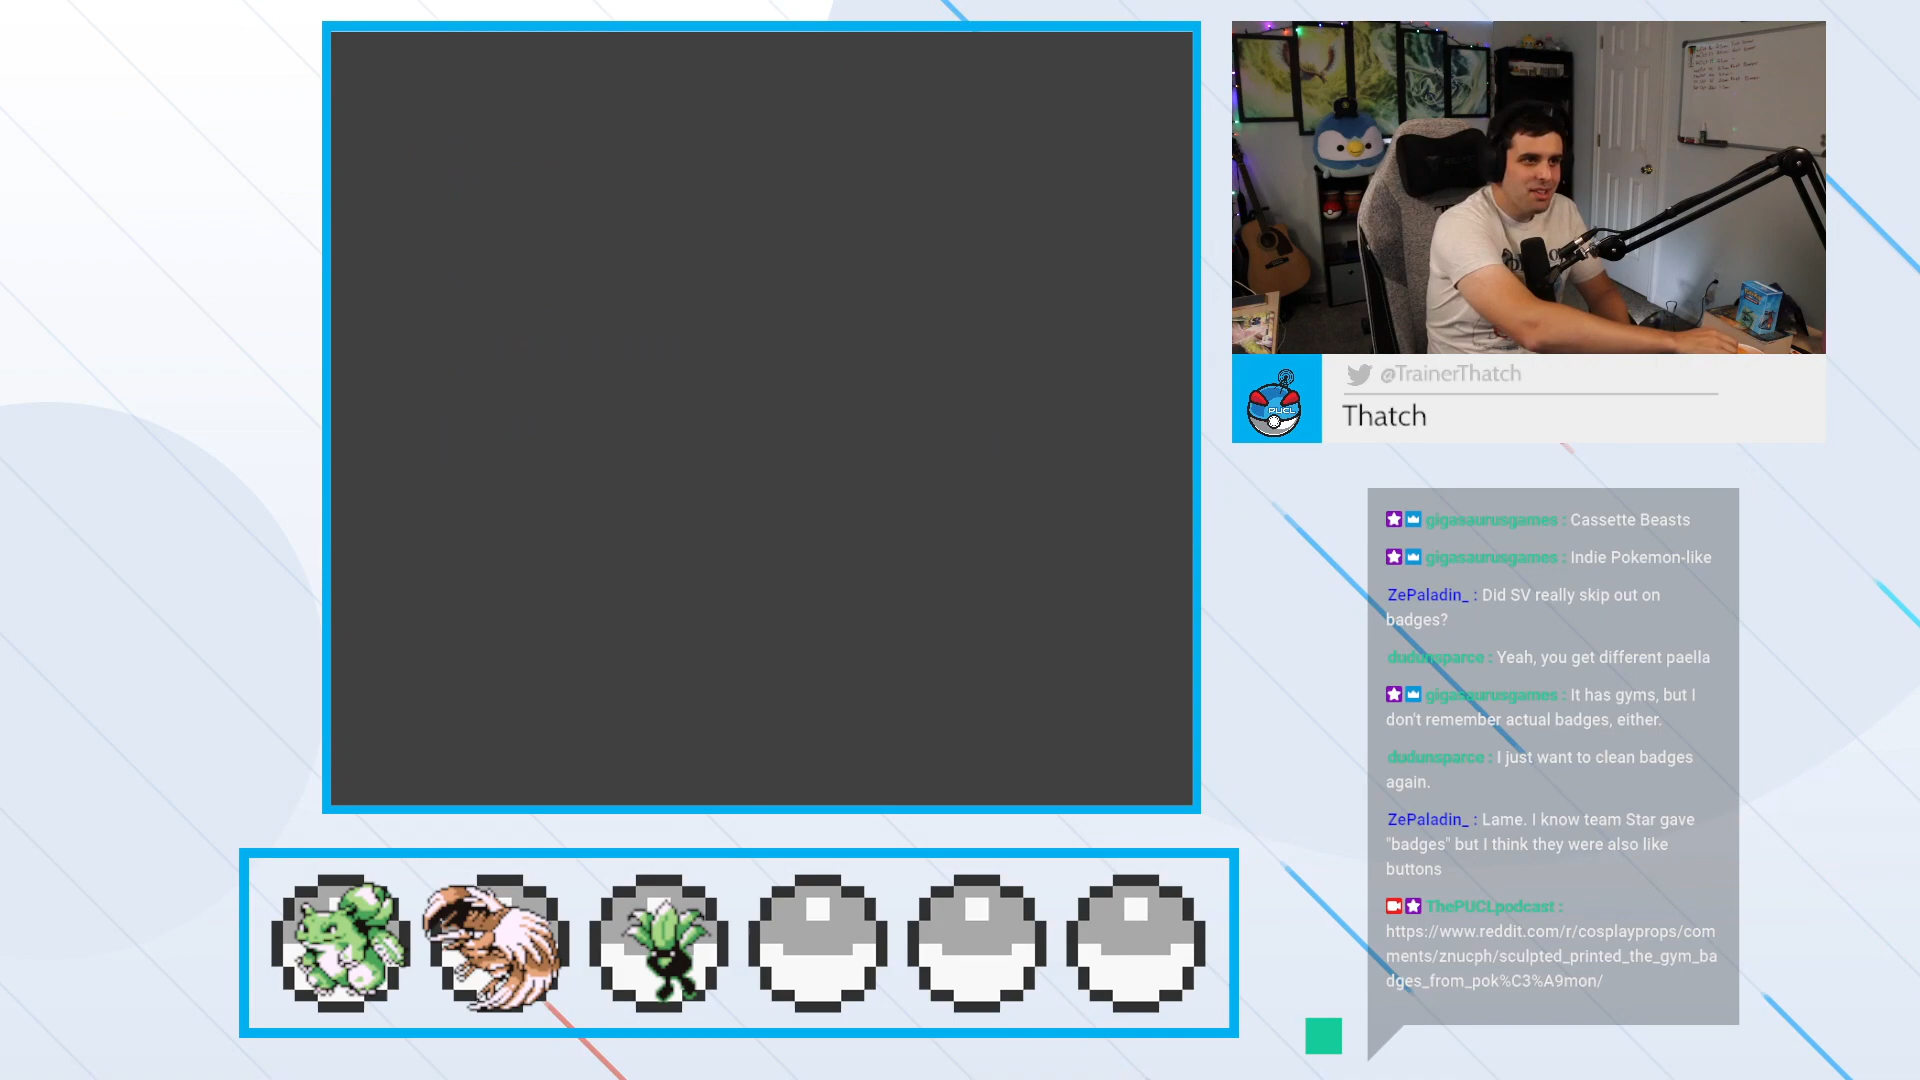 @TrainerThatch
PUCL
Thatch
gigasaurusgames : Cassette Beasts
gigasaurusgames : Indie Pokemon-like
ZePaladin_ : Did SV really skip out on
badges?
dudunsparce : Yeah, you get different paella
gigasaurusgames : It has gyms, but I
don't remember actual badges, either.
dudunsparce : I just want to clean badges
again.
ZePaladin_ : Lame. I know team Star gave
"badges" but I think they were also like
buttons
ThePUCLpodcast :
https://www.reddit.com/r/cosplayprops/com
ments/znucph/sculpted_printed_the_gym_ba
dges_from_pok%C3%A9mon/